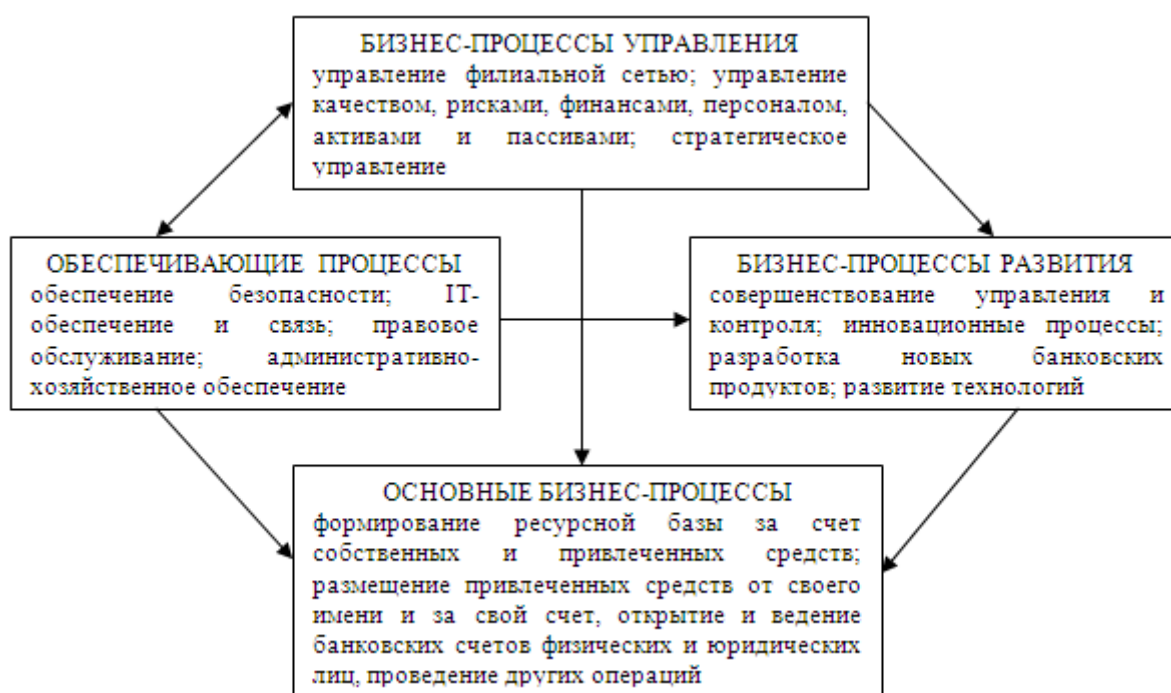 БИЗНЕС-ПРОЦЕССЫ УПРАВЛЕНИЯ
управление филиальной сетью; управление
качеством, рисками, финансами, персоналом,
активами и пассивами; стратегическое
управление
ОБЕСПЕЧИВАЮЩИЕ ПРОЦЕССЫ
обеспечение безопасности; IT-
обеспечение и связь; правовое
обслуживание; административно-
хозяйственное обеспечение
БИЗНЕС-ПРОЦЕССЫ РАЗВИТИЯ
совершенствование управления и
контроля; инновационные процессы;
разработка новых банковских
продуктов; развитие технологий
ОСНОВНЫЕ БИЗНЕС-ПРОЦЕССЫ
формирование ресурсной базы за счет
собственных и привлеченных средств;
размещение привлеченных средств от своего
имени и за свой счет, открытие и ведение
банковских счетов физических и юридических
лиц, проведение других операций